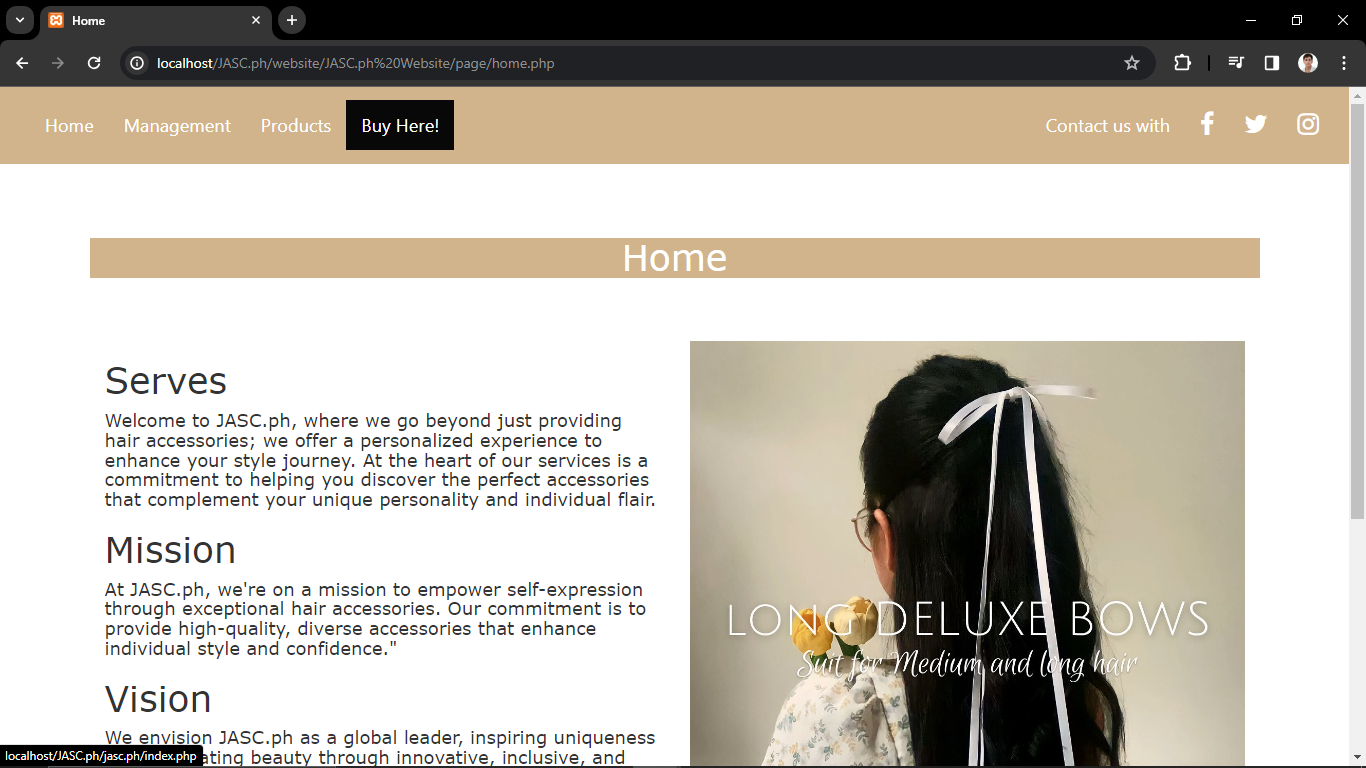 Home
localhost/JASC.ph/website/JASC.ph%20Website/page/home.php
Home
Management
Products
Buy Here!
Contact us with
Home
Serves
Welcome to JASC.ph, where we go beyond just providing
hair accessories; we offer a personalized experience to
enhance your style journey. At the heart of our services is a
commitment to helping you discover the perfect accessories
that complement your unique personality and individual flair.
Mission
At JASC.ph, we're on a mission to empower self-expression
through exceptional hair accessories. Our commitment is to
provide high-quality, diverse accessories that enhance
individual style and confidence."
Vision
We envision JASC.ph as a global leader, inspiring uniqueness
ating beauty through innovative, inclusive, and
LONG DELUXE BOWS
Suit for Medium and long hair
localhost/JASC.ph/jasc.ph/index.php